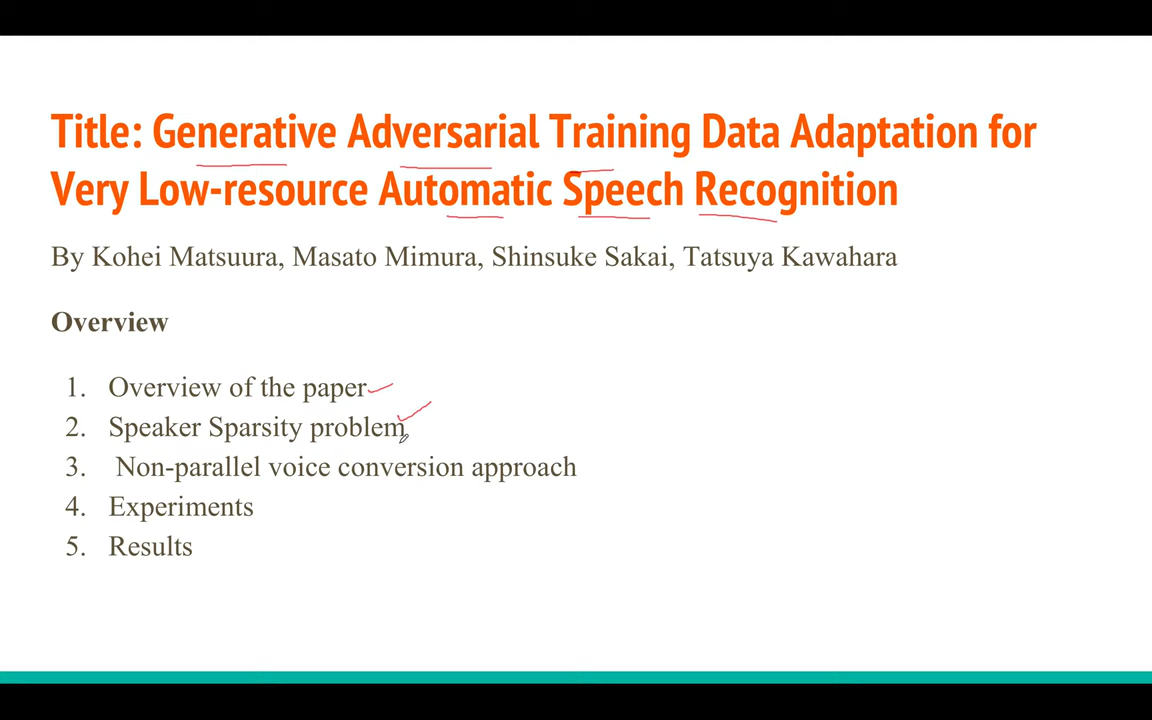 Title: Generative Adversarial Training Data Adaptation for
Very Low-resource Automatic Speech Recognition
By Kohei Matsuura, Masato Mimura, Shinsuke Sakai, Tatsuya Kawahara
Overview
1. Overview of the paper
2. Speaker Sparsity problem
3. Non-parallel voice conversion approach
4. Experiments
5. Results